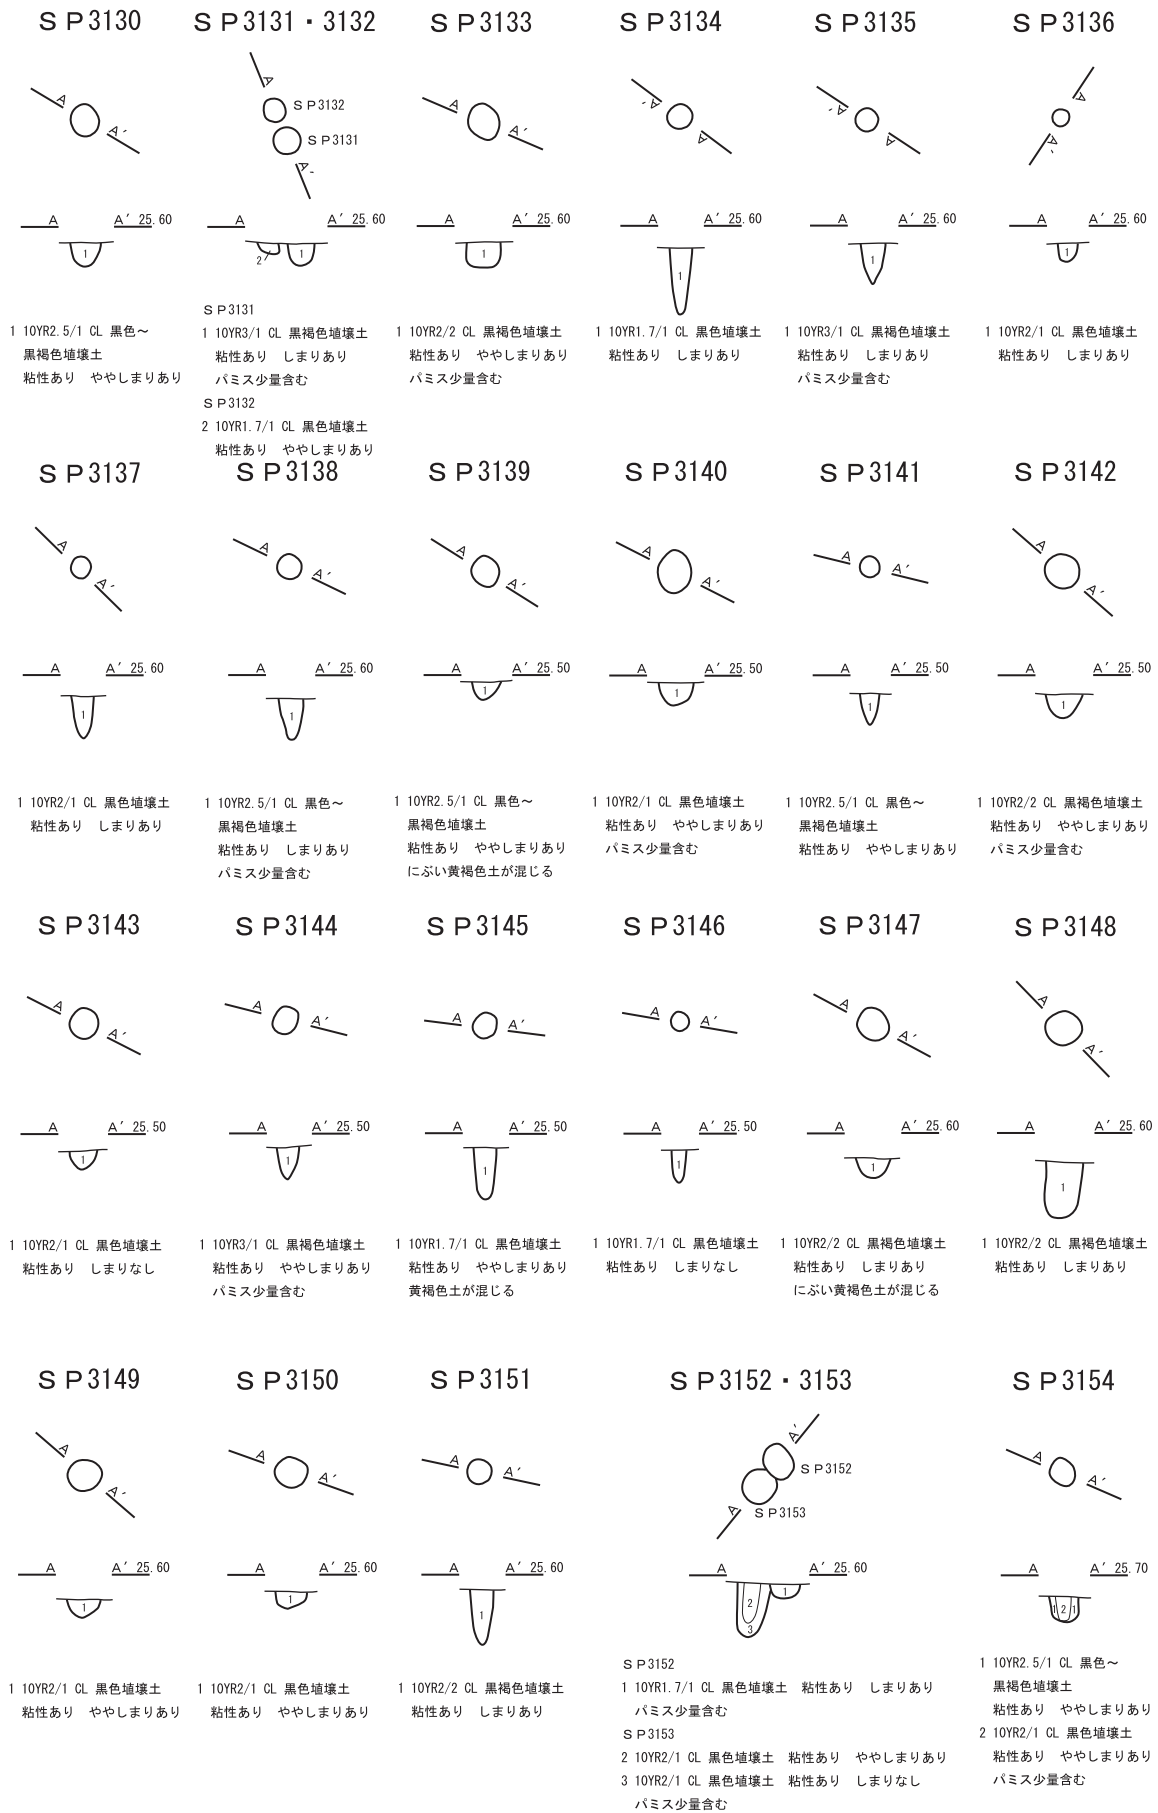 ＳＰ3130
A
A′
A
A′ 25.60
1
1 10YR2.5/1 CL 黒色～
黒褐色埴壌土
粘性あり　ややしまりあり
ＳＰ3131・3132
A
ＳＰ3132
ＳＰ3131
A′
A
A′ 25.60
2
1
ＳＰ3131
1 10YR3/1 CL 黒褐色埴壌土
粘性あり　しまりあり
パミス少量含む
ＳＰ3132
2 10YR1.7/1 CL 黒色埴壌土
粘性あり　ややしまりあり
ＳＰ3133
A
A′
A
A′ 25.60
1
1 10YR2/2 CL 黒褐色埴壌土
粘性あり　ややしまりあり
パミス少量含む
ＳＰ3134
A′
A
A
A′ 25.60
1
1 10YR1.7/1 CL 黒色埴壌土
粘性あり　しまりあり
ＳＰ3135
A′
A
A
A′ 25.60
1
1 10YR3/1 CL 黒褐色埴壌土
粘性あり　しまりあり
パミス少量含む
ＳＰ3136
A
A′
A
A′ 25.60
1
1 10YR2/1 CL 黒色埴壌土
粘性あり　しまりあり
ＳＰ3137
A
A′
A
A′ 25.60
1
1 10YR2/1 CL 黒色埴壌土
粘性あり　しまりあり
ＳＰ3138
A
A′
A
A′ 25.60
1
1 10YR2.5/1 CL 黒色～
黒褐色埴壌土
粘性あり　しまりあり
パミス少量含む
ＳＰ3139
A
A′
A
A′ 25.50
1
1 10YR2.5/1 CL 黒色～
黒褐色埴壌土
粘性あり　ややしまりあり
にぶい黄褐色土が混じる
ＳＰ3140
A
A′
A
A′ 25.50
1
1 10YR2/1 CL 黒色埴壌土
粘性あり　ややしまりあり
パミス少量含む
ＳＰ3141
A
A′
A
A′ 25.50
1
1 10YR2.5/1 CL 黒色～
黒褐色埴壌土
粘性あり　ややしまりあり
ＳＰ3142
A
A′
A
A′ 25.50
1
1 10YR2/2 CL 黒褐色埴壌土
粘性あり　ややしまりあり
パミス少量含む
ＳＰ3143
A
A′
A
A′ 25.50
1
1 10YR2/1 CL 黒色埴壌土
粘性あり　しまりなし
ＳＰ3144
A
A′
A
A′ 25.50
1
1 10YR3/1 CL 黒褐色埴壌土
粘性あり　ややしまりあり
パミス少量含む
ＳＰ3145
A
A′
A
A′ 25.50
1
1 10YR1.7/1 CL 黒色埴壌土
粘性あり　ややしまりあり
黄褐色土が混じる
ＳＰ3146
A
A′
A
A′ 25.50
1
1 10YR1.7/1 CL 黒色埴壌土
粘性あり　しまりなし
ＳＰ3147
A
A′
A
A′ 25.60
1
1 10YR2/2 CL 黒褐色埴壌土
粘性あり　しまりあり
にぶい黄褐色土が混じる
ＳＰ3148
A
A′
A
A′ 25.60
1
1 10YR2/2 CL 黒褐色埴壌土
粘性あり　しまりあり
ＳＰ3149
A
A′
A
A′ 25.60
1
1 10YR2/1 CL 黒色埴壌土
粘性あり　ややしまりあり
ＳＰ3150
A
A′
A
A′ 25.60
1
1 10YR2/1 CL 黒色埴壌土
粘性あり　ややしまりあり
ＳＰ3151
A
A′
A
A′ 25.60
1
1 10YR2/2 CL 黒褐色埴壌土
粘性あり　しまりあり
ＳＰ3152・3153
A′
ＳＰ3152
ＳＰ3153
A
A
A′ 25.60
2
1
3
ＳＰ3152
1 10YR1.7/1 CL 黒色埴壌土　粘性あり　しまりあり
パミス少量含む
ＳＰ3153
2 10YR2/1 CL 黒色埴壌土　粘性あり　ややしまりあり
3 10YR2/1 CL 黒色埴壌土　粘性あり　しまりなし
パミス少量含む
ＳＰ3154
A
A′
A
A′ 25.70
1 2 1
1 10YR2.5/1 CL 黒色～
黒褐色埴壌土
粘性あり　ややしまりあり
2 10YR2/1 CL 黒色埴壌土
粘性あり　ややしまりあり
パミス少量含む